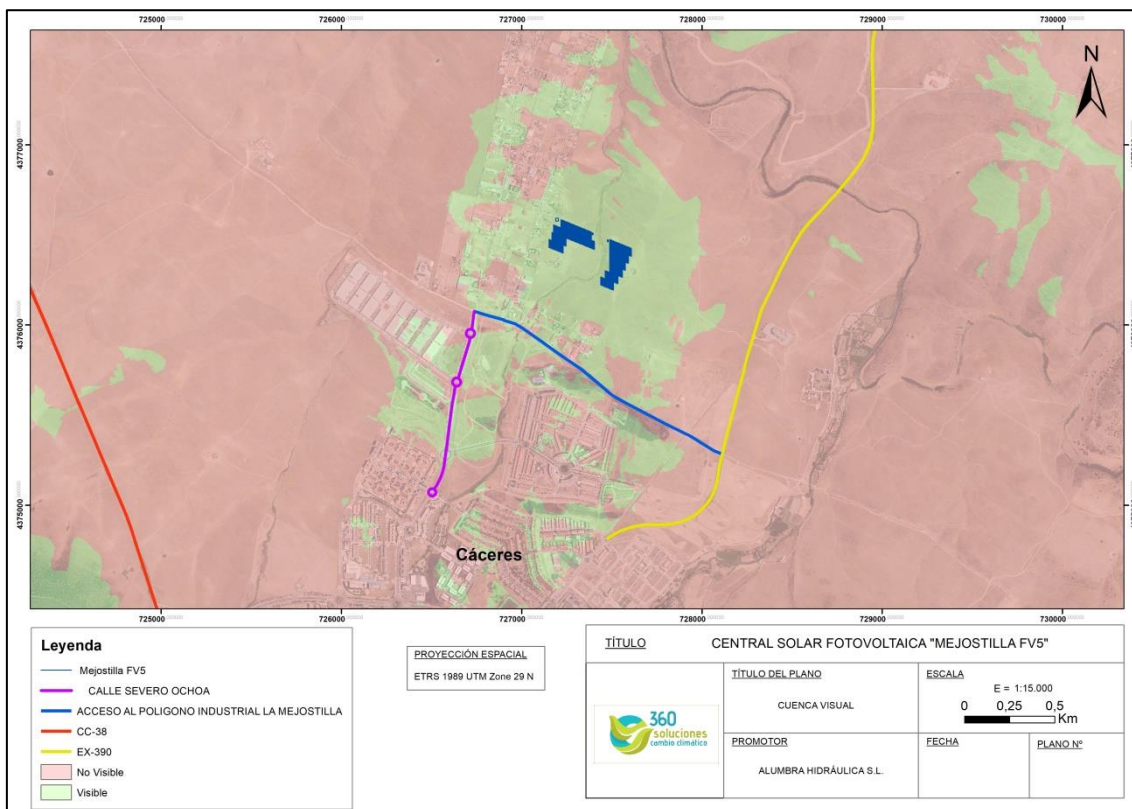 725000 726000 727000 728000 729000 730000
N
4377000
4376000
4375000
Cáceres
725000 726000 727000 728000 729000 730000
Leyenda
Mejostilla FV5
CALLE SEVERO OCHOA
ACCESO AL POLIGONO INDUSTRIAL LA MEJOSTILLA
CC-38
EX-390
No Visible
Visible
PROYECCIÓN ESPACIAL
ETRS 1989 UTM Zone 29 N
TÍTULO CENTRAL SOLAR FOTOVOLTAICA "MEJOSTILLA FV5"
360
soluciones
cambio climático
TÍTULO DEL PLANO
CUENCA VISUAL
ESCALA
E = 1:15.000
0 0,25 0,5
Km
PROMOTOR
ALUMBRA HIDRÁULICA S.L.
FECHA
PLANO Nº